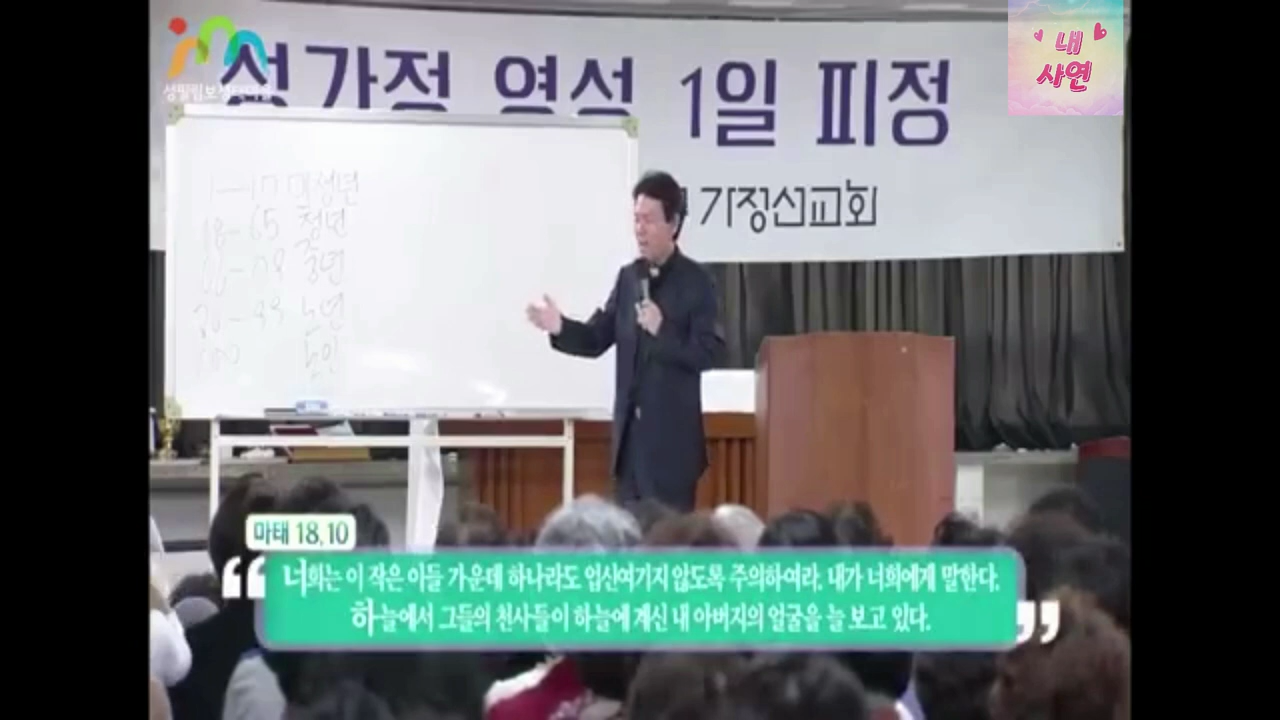 내
사연
성가정 영성 1일 피정
가정선교회
1-17 미성년
18-65 청년
중년
노인
마태 18,10
“너희는 이 작은 이들 가운데 하나라도 업신여기지 않도록 주의하여라. 내가 너희에게 말한다.
하늘에서 그들의 천사들이 하늘에 계신 내 아버지의 얼굴을 늘 보고 있다.”